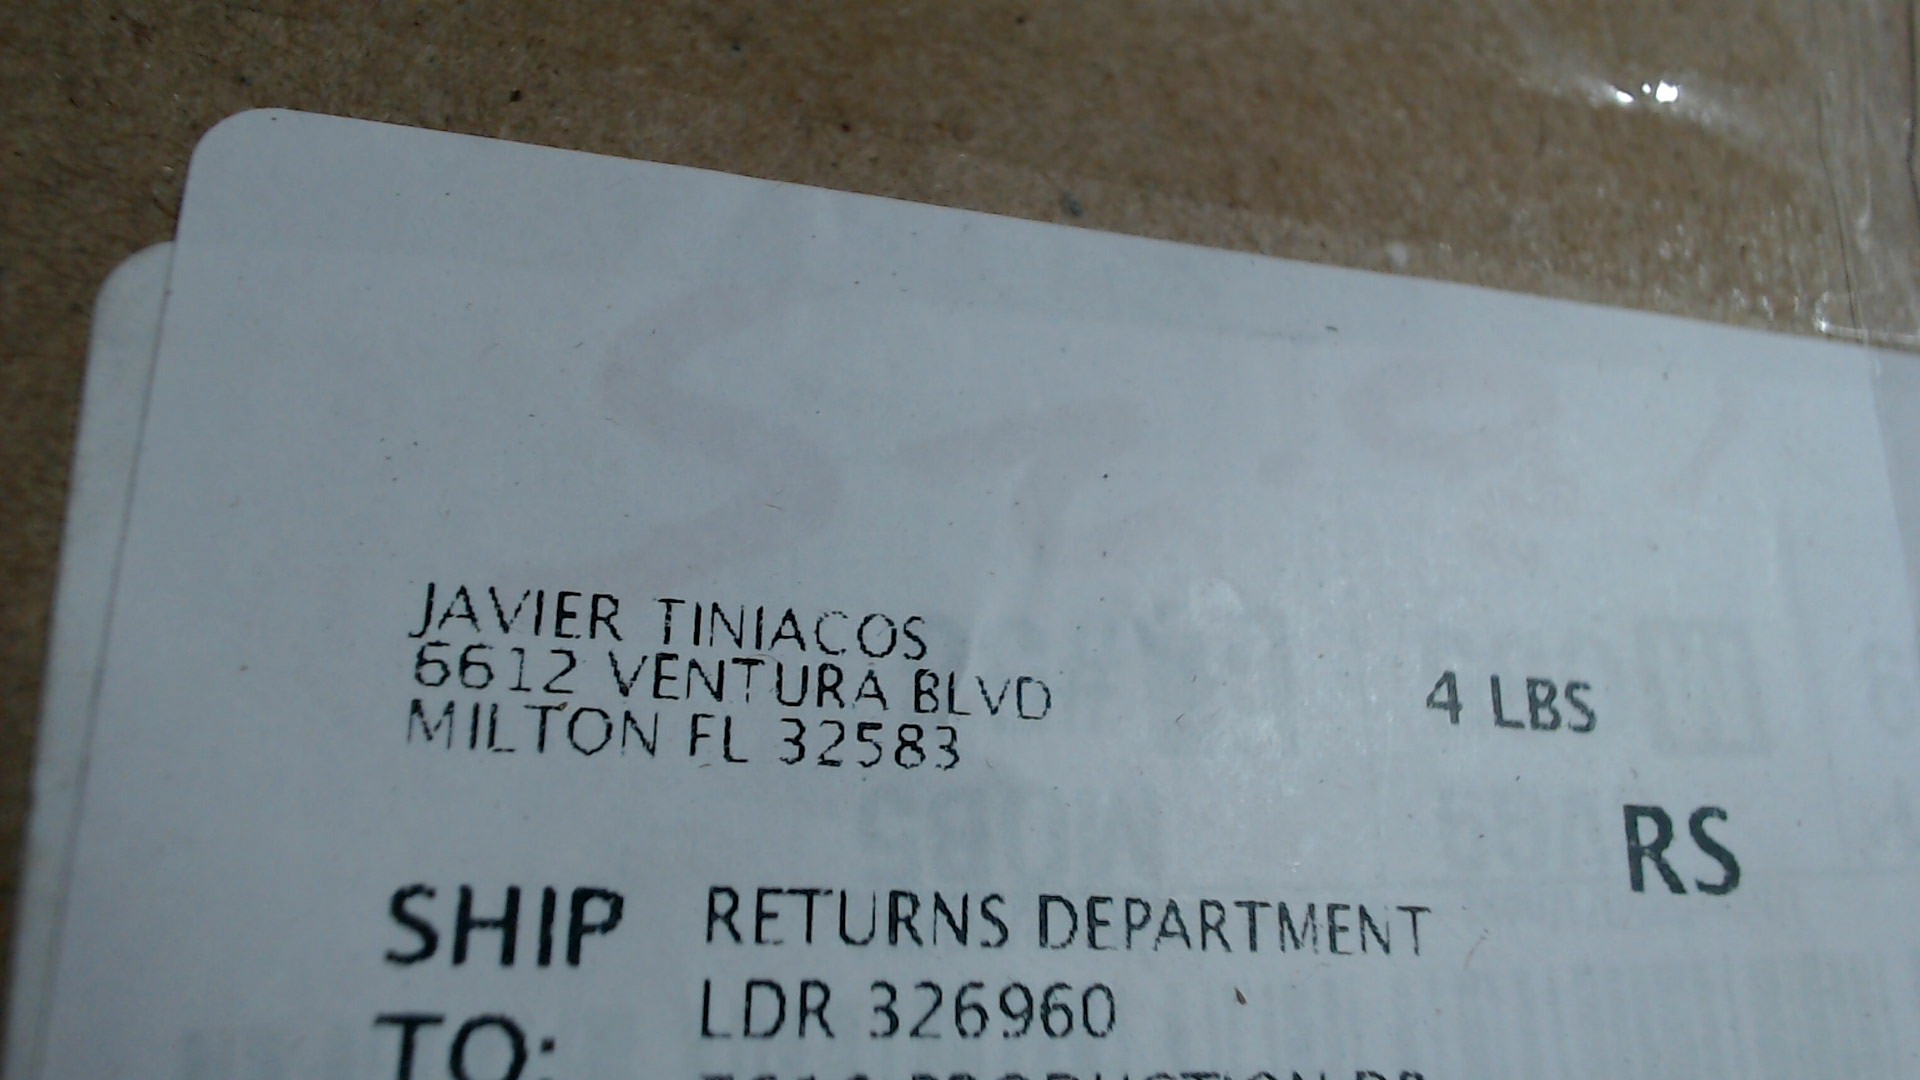 JAVIER TINIACOS
6612 VENTURA BLVD
MILTON FL 32583
4 LBS
RS
SHIP TO:
RETURNS DEPARTMENT
LDR 326960